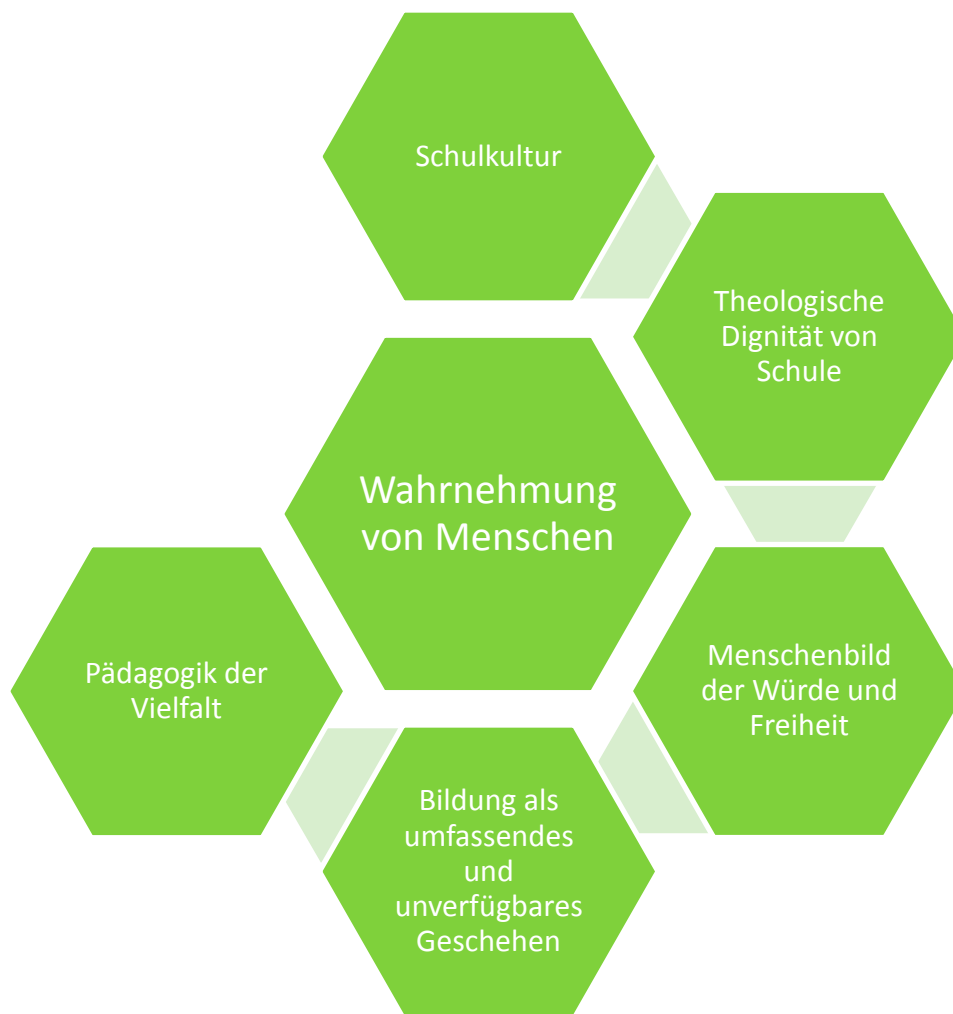 Schulkultur
Theologische
Dignität von
Schule
Wahrnehmung
von Menschen
Menschenbild
der Würde und
Freiheit
Pädagogik der
Vielfalt
Bildung als
umfassendes
und
unverfügbares
Geschehen